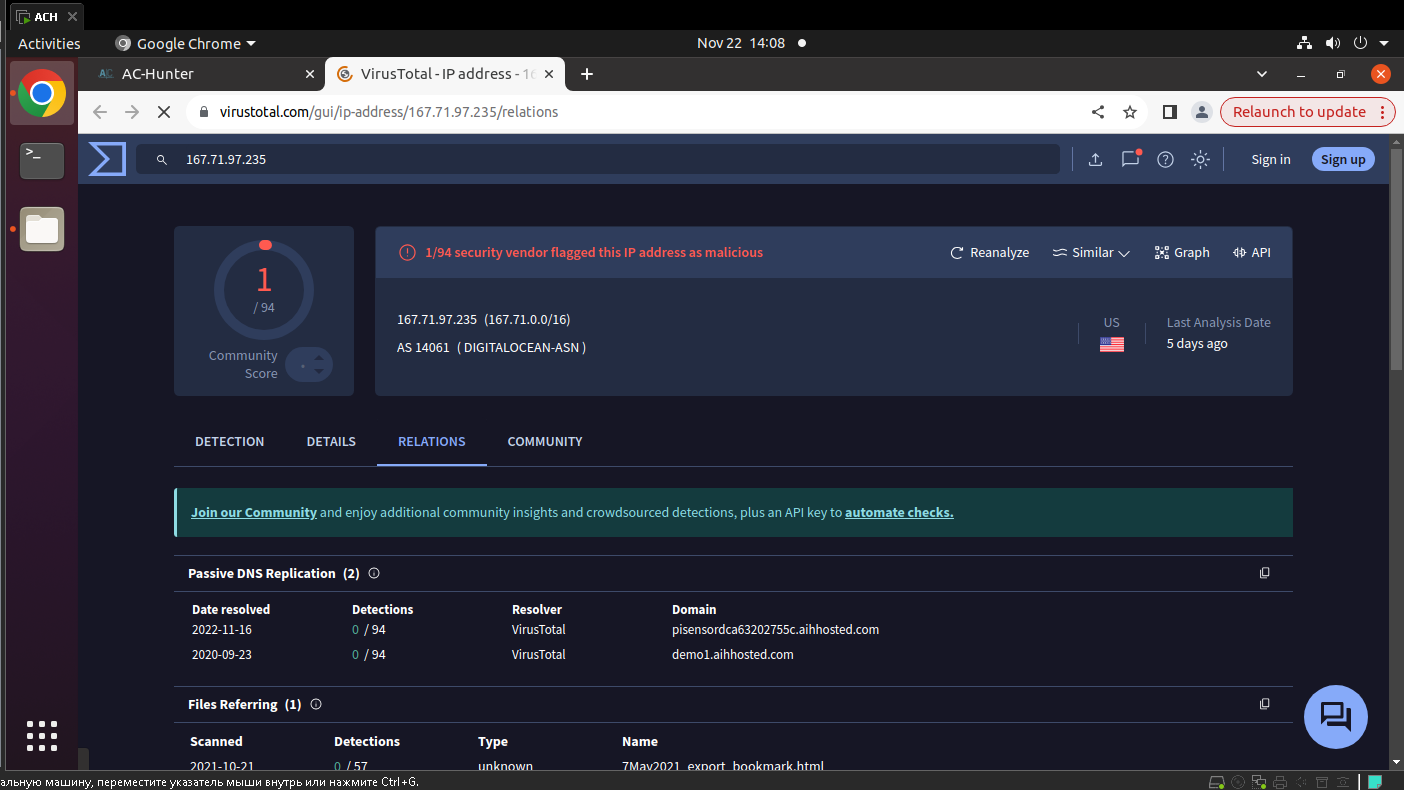 ACH
Activities
Google Chrome
Nov 22 14:08
AC-Hunter
VirusTotal - IP address - 16
virustotal.com/gui/ip-address/167.71.97.235/relations
Relaunch to update
167.71.97.235
Sign in
Sign up
1
/ 94
Community
Score
1/94 security vendor flagged this IP address as malicious
Reanalyze
Similar
Graph
API
167.71.97.235 (167.71.0.0/16)
AS 14061 ( DIGITALOCEAN-ASN )
US
Last Analysis Date
5 days ago
DETECTION
DETAILS
RELATIONS
COMMUNITY
Join our Community and enjoy additional community insights and crowdsourced detections, plus an API key to automate checks.
Passive DNS Replication (2)
Date resolved Detections Resolver Domain
2022-11-16 0 / 94 VirusTotal pisensordca63202755c.aihhosted.com
2020-09-23 0 / 94 VirusTotal demo1.aihhosted.com
Files Referring (1)
Scanned Detections Type Name
2021-10-21 0 / 57 unknown 7May2021_export_bookmark.html
альную машину, переместите указатель мыши внутрь или нажмите Ctrl+G.